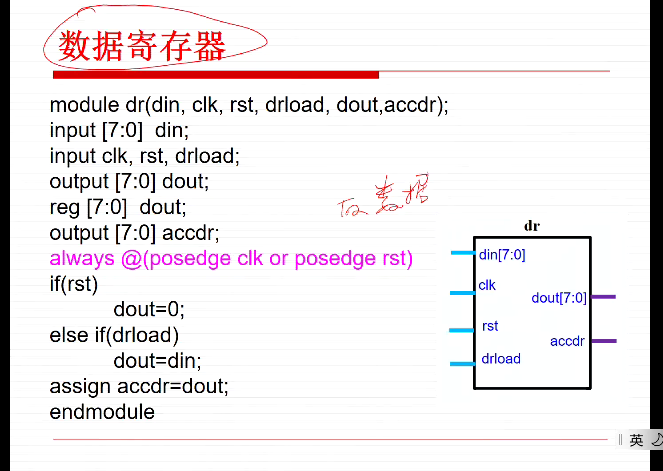 数据寄存器
module dr(din, clk, rst, drload, dout,accdr);
input [7:0] din;
input clk, rst, drload;
output [7:0] dout;
reg [7:0] dout;
output [7:0] accdr;
always @(posedge clk or posedge rst)
if(rst)
dout=0;
else if(drload)
dout=din;
assign accdr=dout;
endmodule
数据
dr
din[7:0]
clk
dout[7:0]
rst
accdr
drload
英